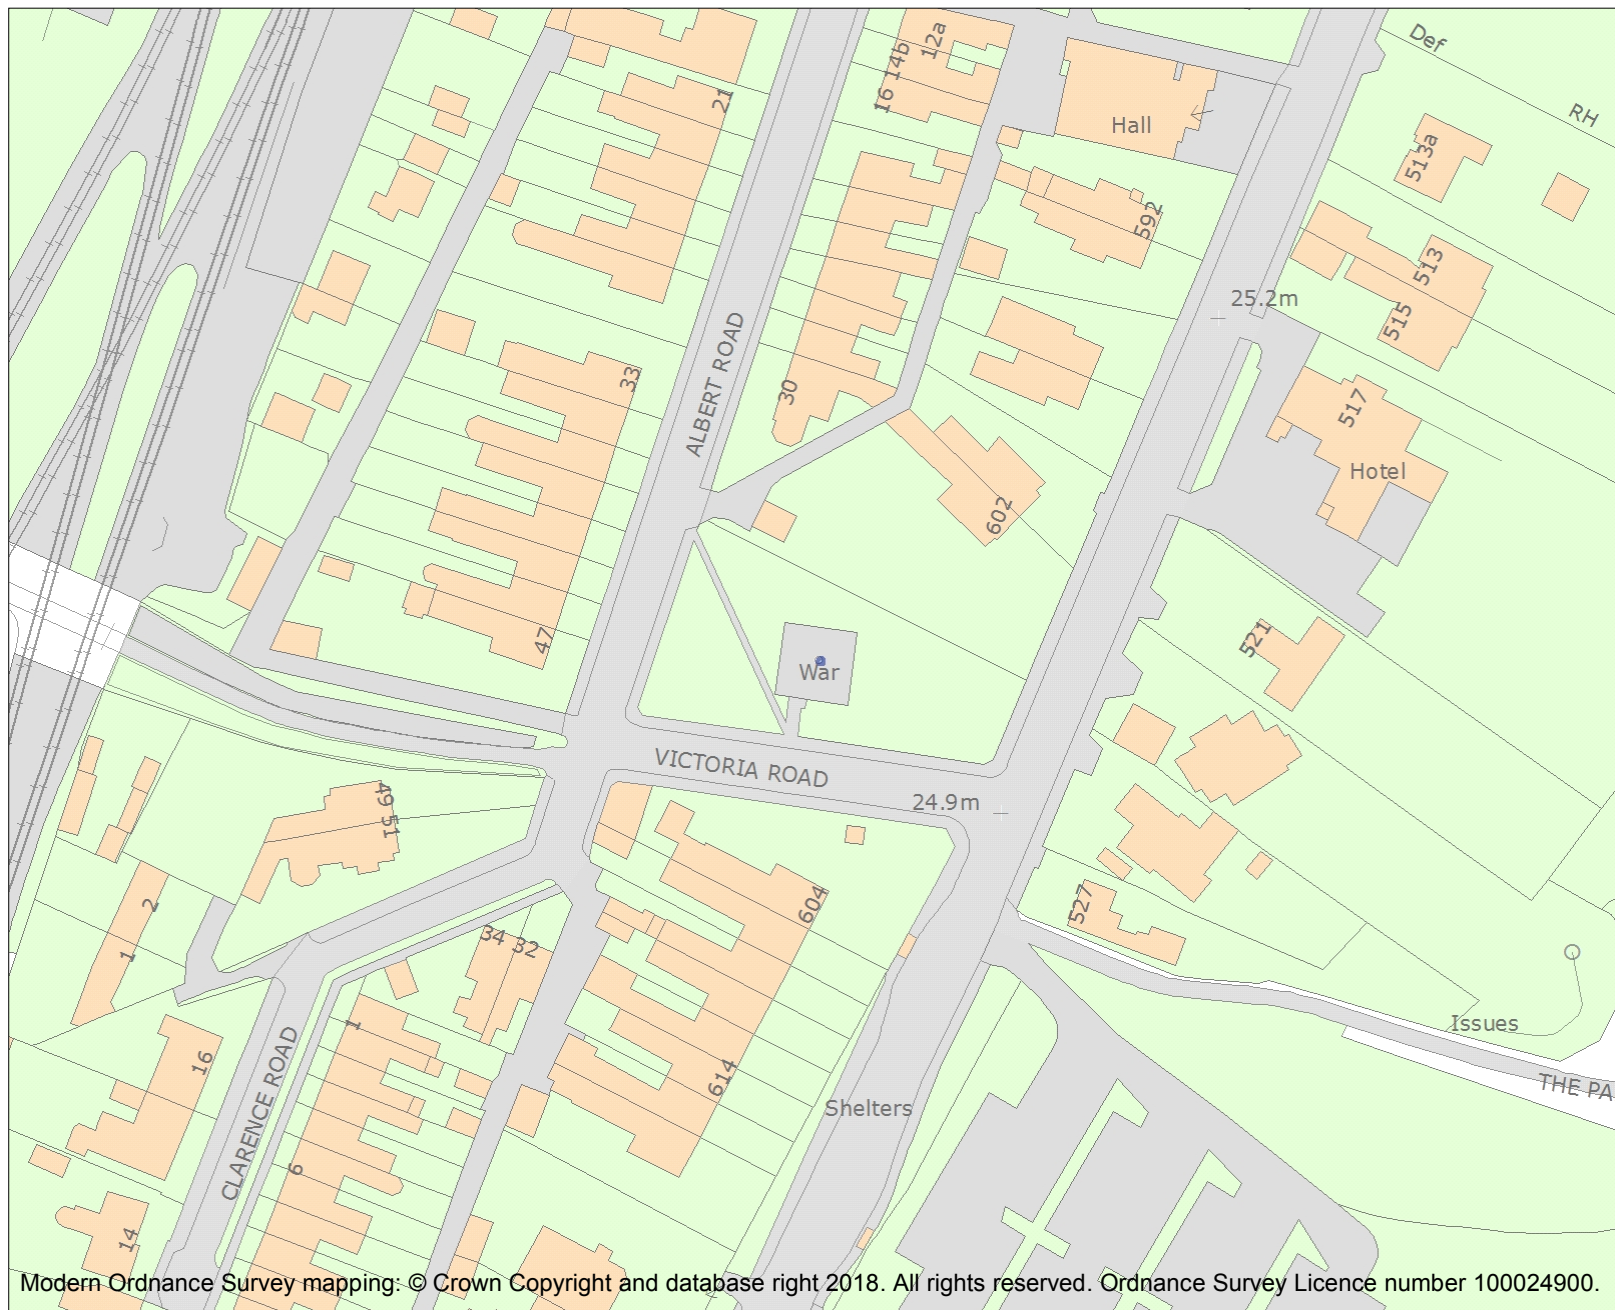 12a
16 14b
21
Def
RH
Hall
513a
592
513
25.2m
515
ALBERT ROAD
33
30
517
Hotel
602
47
521
War
VICTORIA ROAD
24.9m
49 51
604
527
2
1
34 32
1
Issues
16
CLARENCE ROAD
614
THE PA
Shelters
6
14
Modern Ordnance Survey mapping: © Crown Copyright and database right 2018. All rights reserved. Ordnance Survey Licence number 100024900.